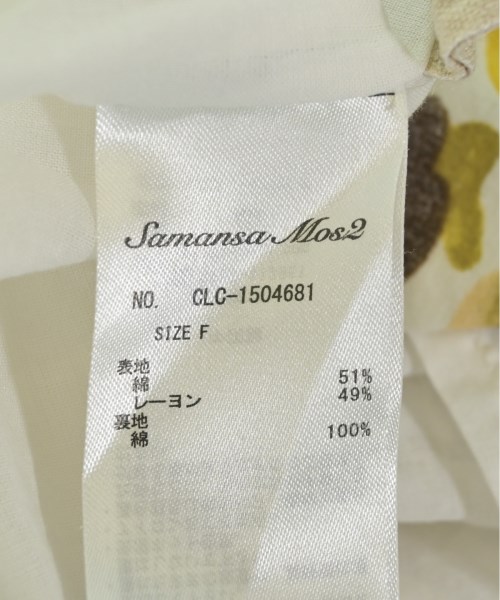 Samansa Mos2
NO. CLC-1504681
SIZE F
表地
綿 51%
レーヨン 49%
裏地
綿 100%